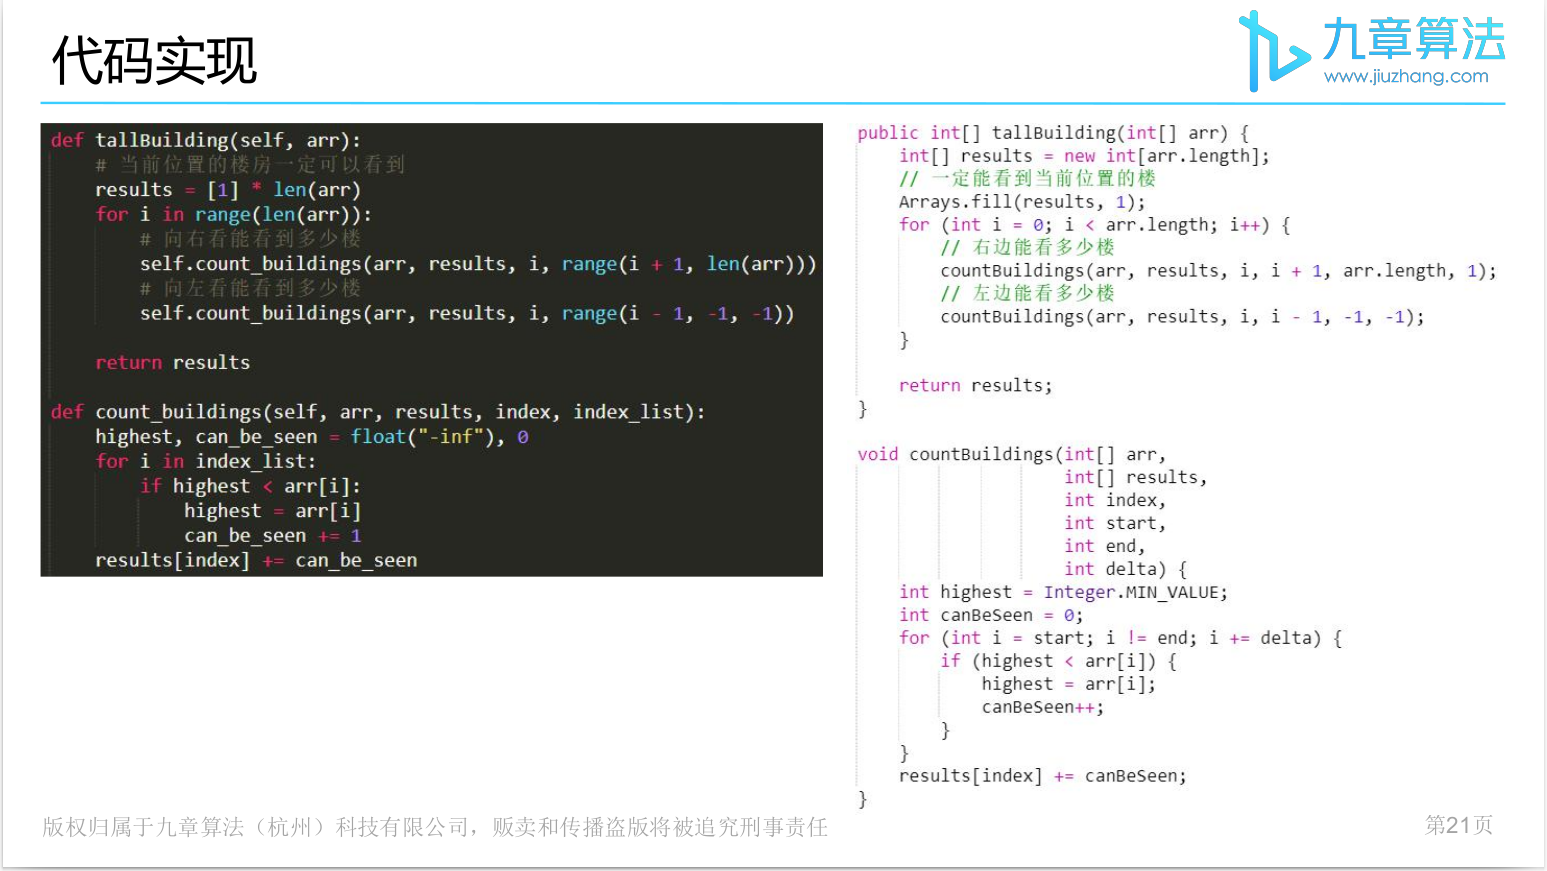 代码实现
九章算法
www.jiuzhang.com
def tallBuilding(self, arr):
    # 当前位置的楼房一定可以看到
    results = [1] * len(arr)
    for i in range(len(arr)):
        # 向右看能看到多少楼
        self.count_buildings(arr, results, i, range(i + 1, len(arr)))
        # 向左看能看到多少楼
        self.count_buildings(arr, results, i, range(i - 1, -1, -1))
    return results
def count_buildings(self, arr, results, index, index_list):
    highest, can_be_seen = float("-inf"), 0
    for i in index_list:
        if highest < arr[i]:
            highest = arr[i]
            can_be_seen += 1
    results[index] += can_be_seen
public int[] tallBuilding(int[] arr) {
    int[] results = new int[arr.length];
    // 一定能看到当前位置的楼
    Arrays.fill(results, 1);
    for (int i = 0; i < arr.length; i++) {
        // 右边能看多少楼
        countBuildings(arr, results, i, i + 1, arr.length, 1);
        // 左边能看多少楼
        countBuildings(arr, results, i, i - 1, -1, -1);
    }
    return results;
}
void countBuildings(int[] arr,
                    int[] results,
                    int index,
                    int start,
                    int end,
                    int delta) {
    int highest = Integer.MIN_VALUE;
    int canBeSeen = 0;
    for (int i = start; i != end; i += delta) {
        if (highest < arr[i]) {
            highest = arr[i];
            canBeSeen++;
        }
    }
    results[index] += canBeSeen;
}
版权归属于九章算法（杭州）科技有限公司，贩卖和传播盗版将被追究刑事责任
第21页